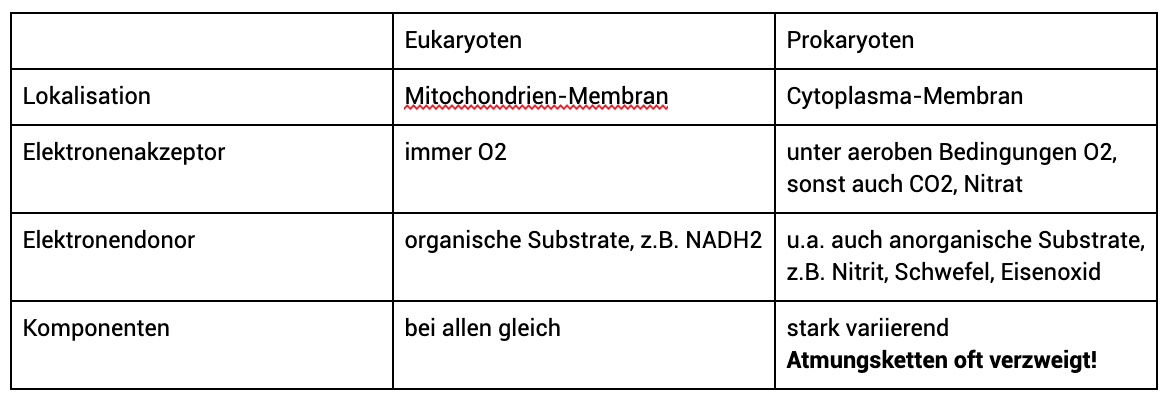 Eukaryoten
Prokaryoten
Lokalisation
Mitochondrien-Membran
Cytoplasma-Membran
Elektronenakzeptor
immer O2
unter aeroben Bedingungen O2,
sonst auch CO2, Nitrat
Elektronendonor
organische Substrate, z.B. NADH2
u.a. auch anorganische Substrate,
z.B. Nitrit, Schwefel, Eisenoxid
Komponenten
bei allen gleich
stark variierend
Atmungsketten oft verzweigt!